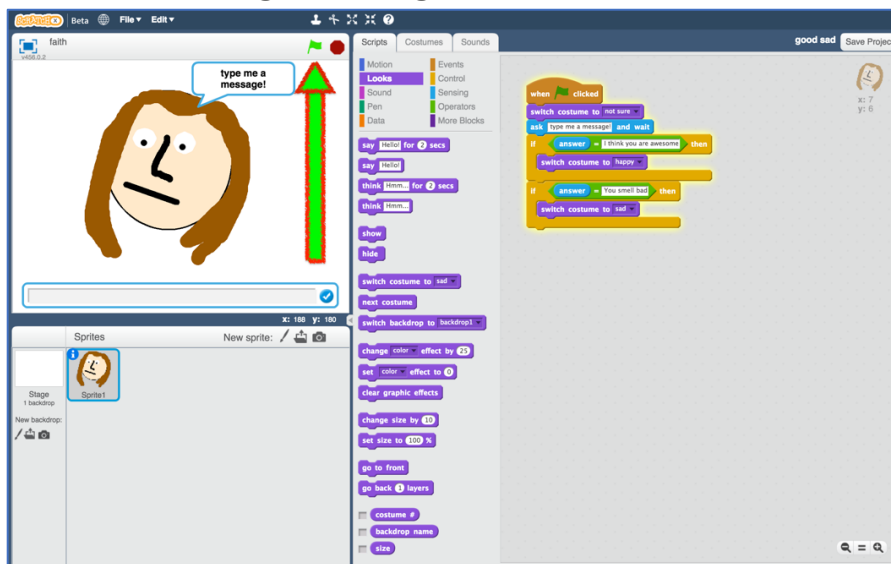 SCRATCHX Beta File Edit
faith
v456.0.2
type me a
message!
x: 188 y: 180
Sprites New sprite:
Stage
1 backdrop
Sprite1
New backdrop:
Scripts Costumes Sounds
Motion Events
Looks Control
Sound Sensing
Pen Operators
Data More Blocks
say Hello! for 2 secs
say Hello!
think Hmm... for 2 secs
think Hmm...
show
hide
switch costume to sad
next costume
switch backdrop to backdrop1
change color effect by 25
set color effect to 0
clear graphic effects
change size by 10
set size to 100 %
go to front
go back 1 layers
costume #
backdrop name
size
good sad Save Projec
x: 7
y: 6
when clicked
switch costume to not sure
ask type me a message! and wait
if answer = I think you are awesome then
switch costume to happy
if answer = You smell bad then
switch costume to sad